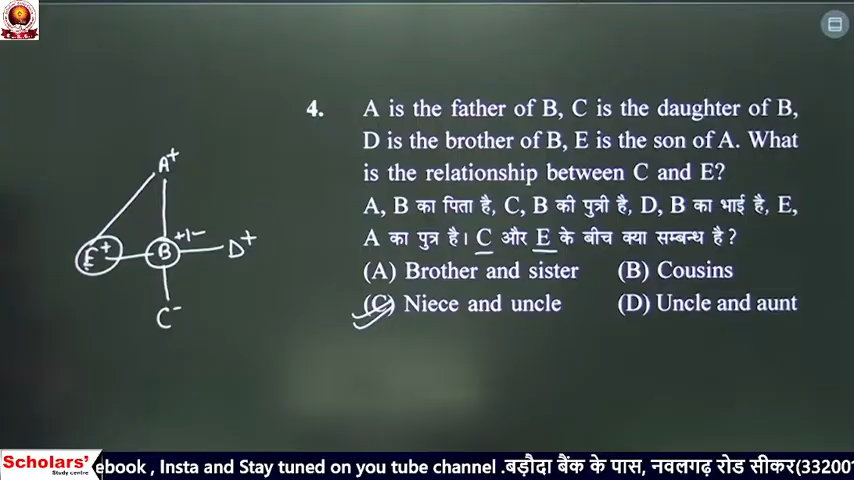 4. A is the father of B, C is the daughter of B,
D is the brother of B, E is the son of A. What
is the relationship between C and E?
A, B का पिता है, C, B की पुत्री है, D, B का भाई है, E,
A का पुत्र है। C और E के बीच क्या सम्बन्ध है?
(A) Brother and sister (B) Cousins
(C) Niece and uncle (D) Uncle and aunt
A+
E+ B +/- D+
C-
Scholars'
Study centre
ebook , Insta and Stay tuned on you tube channel .बड़ौदा बैंक के पास, नवलगढ़ रोड सीकर(33200